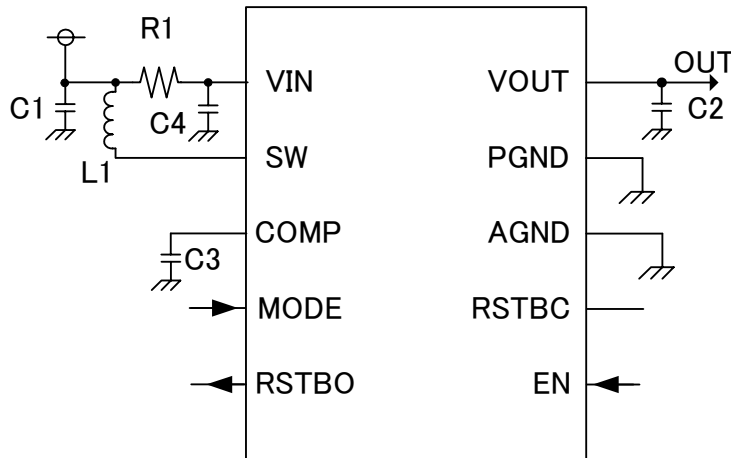 R1
OUT
VIN
VOUT
C1
C4
C2
L1
SW
PGND
COMP
AGND
C3
MODE
RSTBC
RSTBO
EN